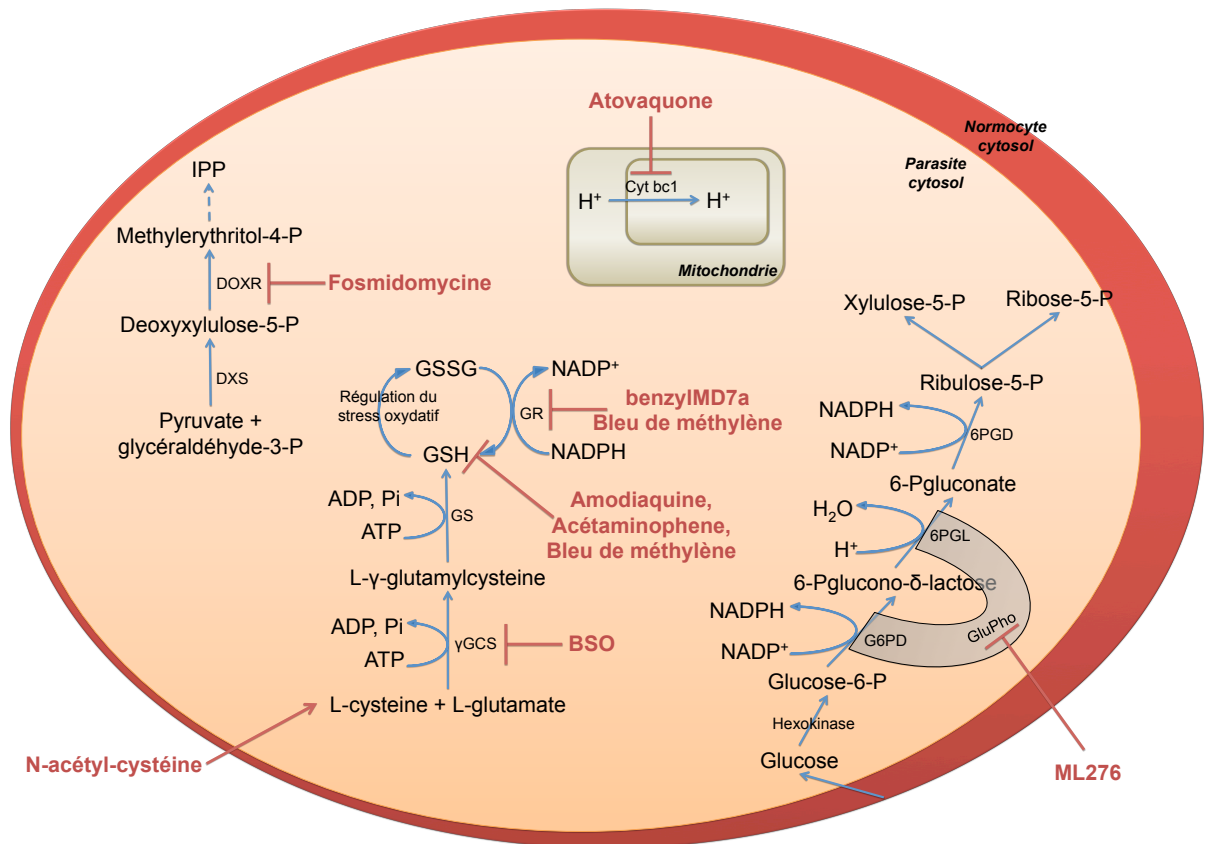 Atovaquone
Normocyte
cytosol
Parasite
cytosol
Cyt bc1
H⁺
H⁺
Mitochondrie
IPP
Methylerythritol-4-P
DOXR
Fosmidomycine
Deoxyxylulose-5-P
DXS
Pyruvate +
glycéraldéhyde-3-P
GSSG
NADP⁺
Régulation du
stress oxydatif
GR
benzylMD7a
Bleu de méthylène
GSH
NADPH
ADP, Pi
GS
ATP
Amodiaquine,
Acétaminophene,
Bleu de méthylène
L-γ-glutamylcysteine
ADP, Pi
γGCS
BSO
ATP
L-cysteine + L-glutamate
N-acétyl-cystéine
Xylulose-5-P
Ribose-5-P
Ribulose-5-P
NADPH
6PGD
NADP⁺
6-Pgluconate
H₂O
6PGL
H⁺
6-Pglucono-δ-lactose
NADPH
GluPho
G6PD
NADP⁺
Glucose-6-P
Hexokinase
Glucose
ML276